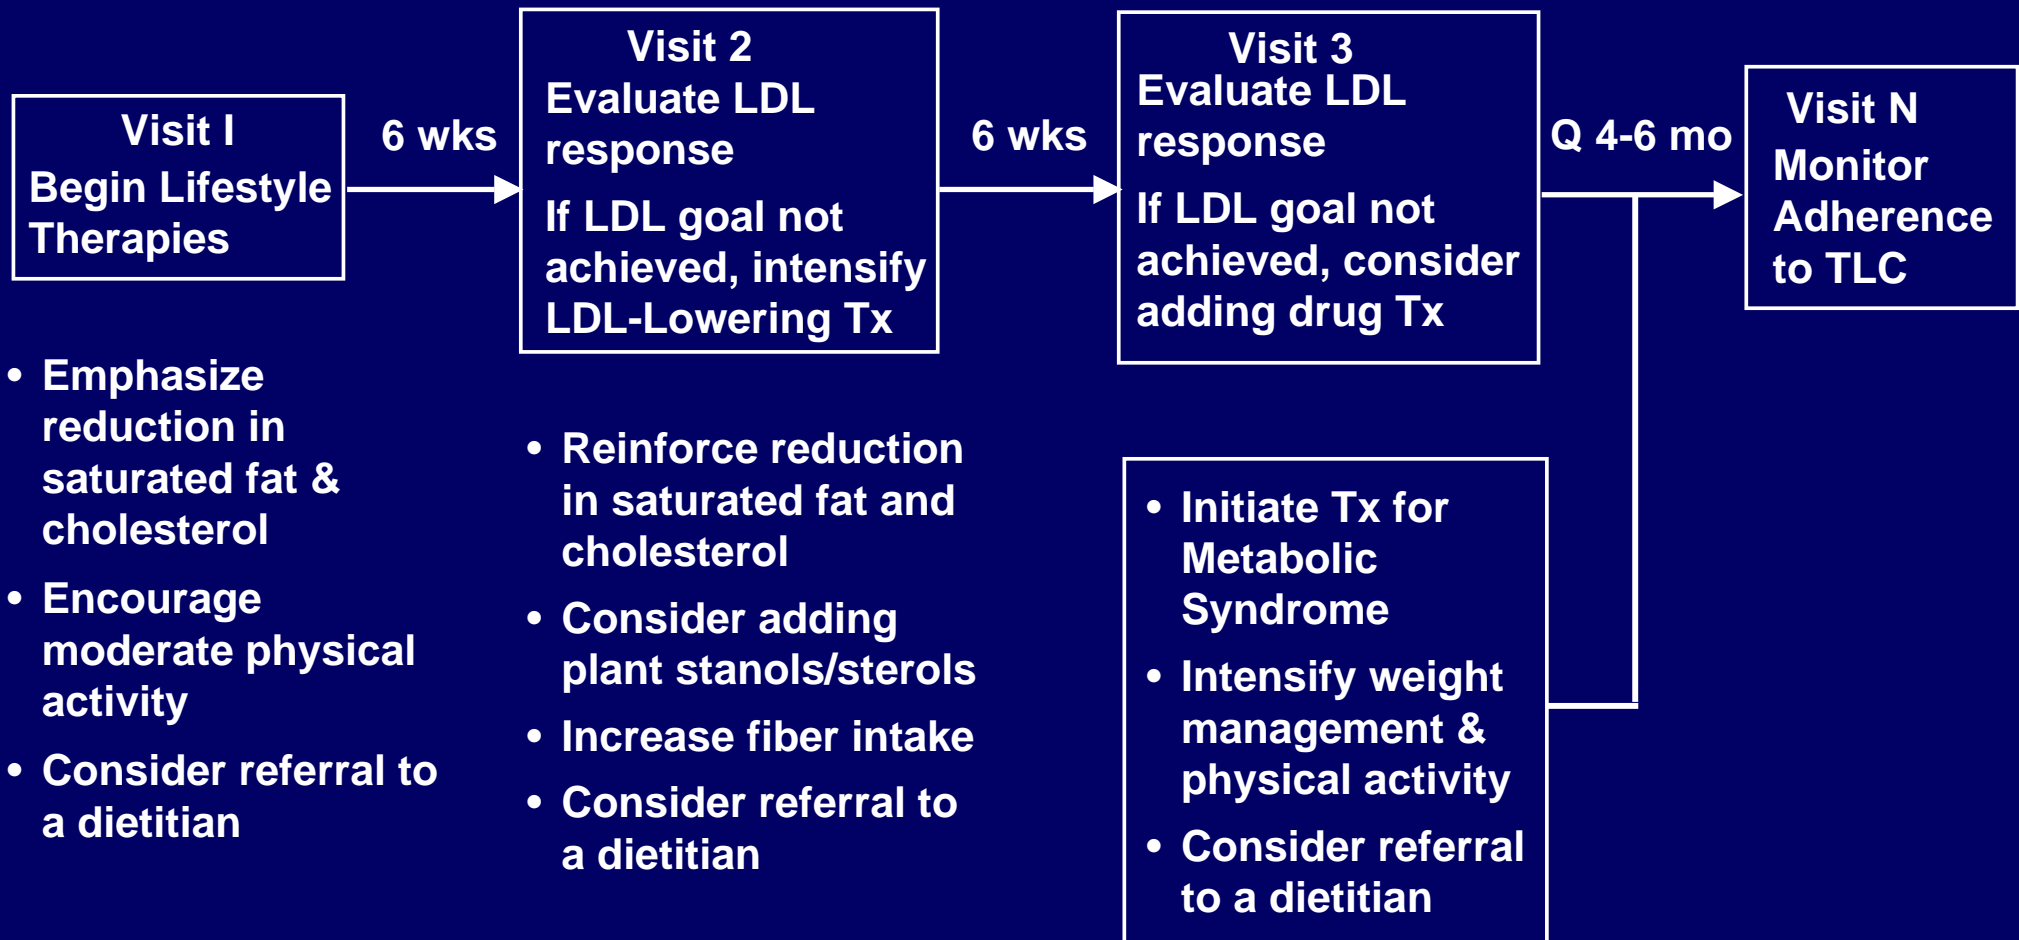 Visit I
Begin Lifestyle
Therapies
6 wks
Visit 2
Evaluate LDL
response
If LDL goal not
achieved, intensify
LDL-Lowering Tx
6 wks
Visit 3
Evaluate LDL
response
If LDL goal not
achieved, consider
adding drug Tx
Q 4-6 mo
Visit N
Monitor
Adherence
to TLC
• Emphasize
reduction in
saturated fat &
cholesterol
• Encourage
moderate physical
activity
• Consider referral to
a dietitian
• Reinforce reduction
in saturated fat and
cholesterol
• Consider adding
plant stanols/sterols
• Increase fiber intake
• Consider referral to
a dietitian
• Initiate Tx for
Metabolic
Syndrome
• Intensify weight
management &
physical activity
• Consider referral
to a dietitian